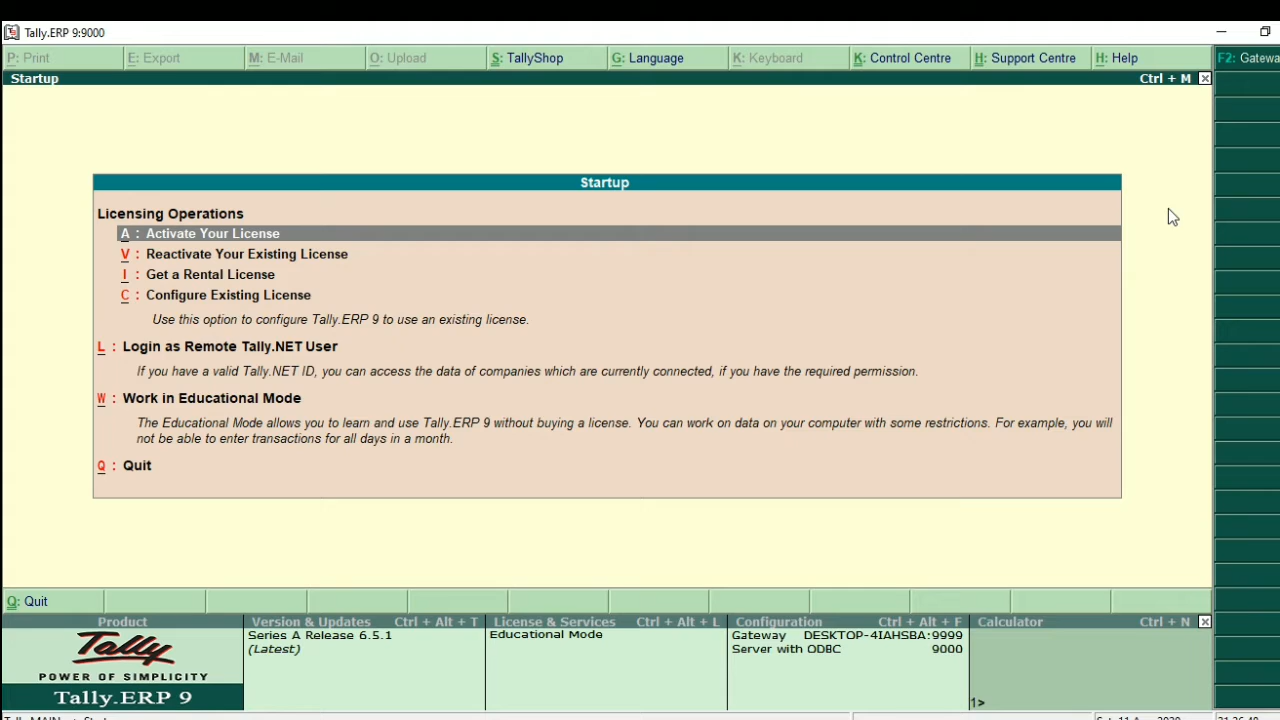 Tally.ERP 9:9000
P: Print E: Export M: E-Mail O: Upload S: TallyShop G: Language K: Keyboard K: Control Centre H: Support Centre H: Help F2: Gatewa
Startup Ctrl + M
Startup
Licensing Operations
A : Activate Your License
V : Reactivate Your Existing License
I : Get a Rental License
C : Configure Existing License
Use this option to configure Tally.ERP 9 to use an existing license.
L : Login as Remote Tally.NET User
If you have a valid Tally.NET ID, you can access the data of companies which are currently connected, if you have the required permission.
W : Work in Educational Mode
The Educational Mode allows you to learn and use Tally.ERP 9 without buying a license. You can work on data on your computer with some restrictions. For example, you will
not be able to enter transactions for all days in a month.
Q : Quit
Q: Quit
Product Version & Updates Ctrl + Alt + T License & Services Ctrl + Alt + L Configuration Ctrl + Alt + F Calculator Ctrl + N
Tally
POWER OF SIMPLICITY
Tally.ERP 9
Series A Release 6.5.1
(Latest)
Educational Mode
Gateway DESKTOP-4IAHSBA:9999
Server with ODBC 9000
1>